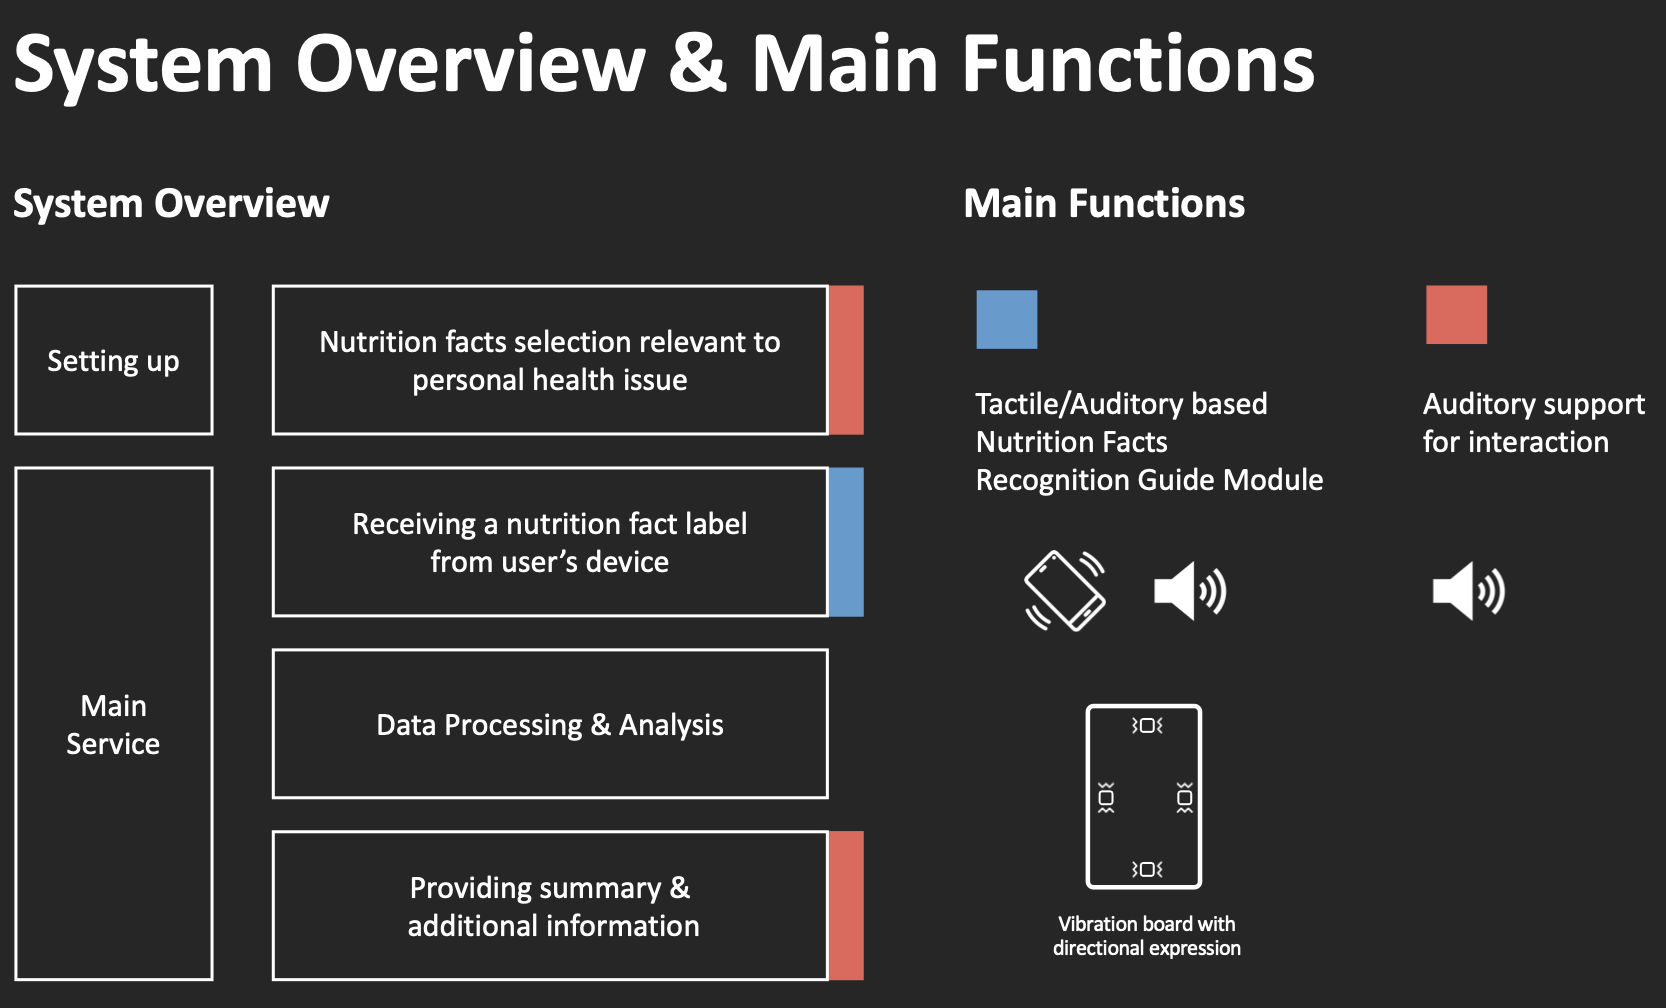 System Overview & Main Functions
System Overview
Setting up
Nutrition facts selection relevant to
personal health issue
Main
Service
Receiving a nutrition fact label
from user’s device
Data Processing & Analysis
Providing summary &
additional information
Main Functions
Tactile/Auditory based
Nutrition Facts
Recognition Guide Module
Auditory support
for interaction
Vibration board with
directional expression